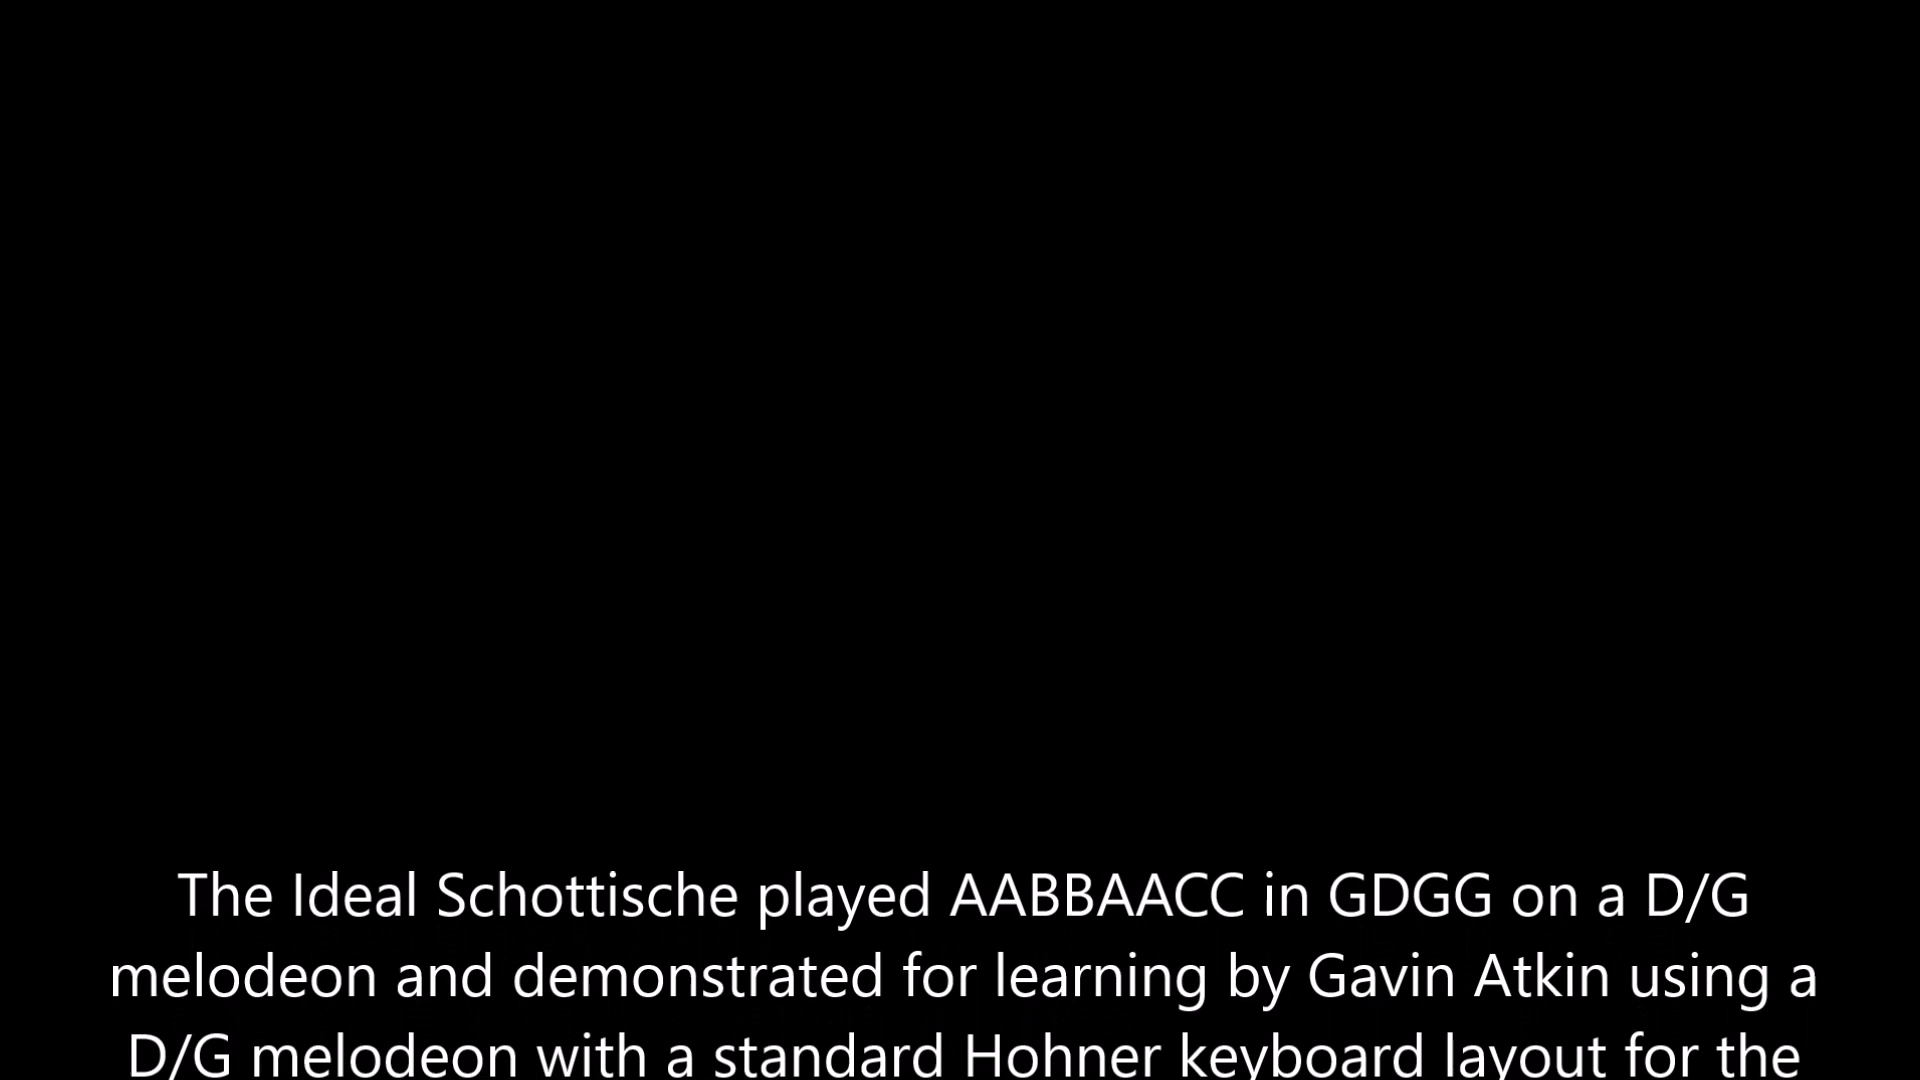 The Ideal Schottische played AABBAACC in GDGG on a D/G
melodeon and demonstrated for learning by Gavin Atkin using a
D/G melodeon with a standard Hohner keyboard layout for the